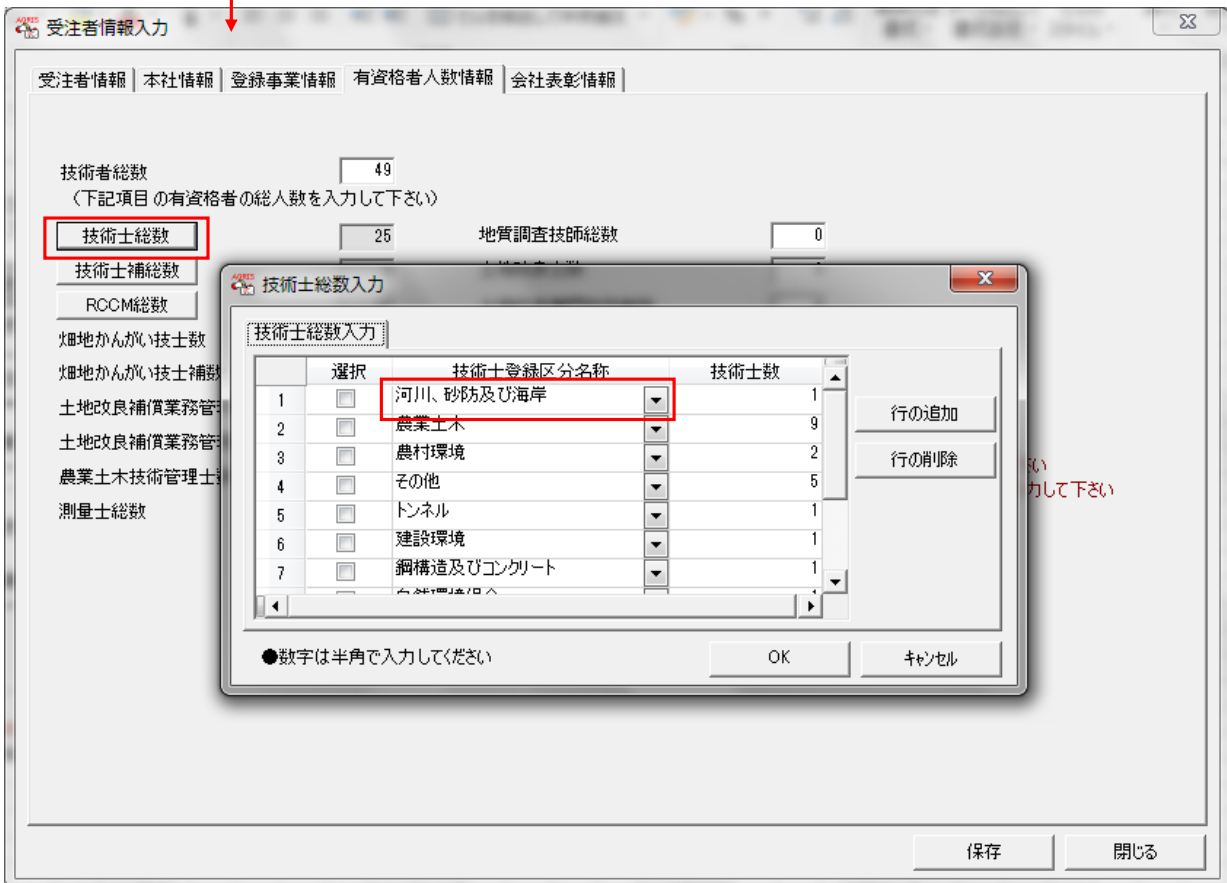 AGRIS 受注者情報入力
受注者情報 本社情報 登録事業情報 有資格者人数情報 会社表彰情報
技術者総数 49
（下記項目の有資格者の総人数を入力して下さい）
技術士総数 25 地質調査技師総数 0
技術士補総数
RCCM総数
畑地かんがい技士数
畑地かんがい技士補数
土地改良補償業務管
土地改良補償業務管
農業土木技術管理士
測量士総数
さい
力して下さい
AGRIS 技術士総数入力
技術士総数入力
選択 技術士登録区分名称 技術士数
1 河川、砂防及び海岸 1
2 農業土木 9
3 農村環境 2
4 その他 5
5 トンネル 1
6 建設環境 1
7 鋼構造及びコンクリート 1
行の追加
行の削除
●数字は半角で入力してください
OK キャンセル
保存 閉じる